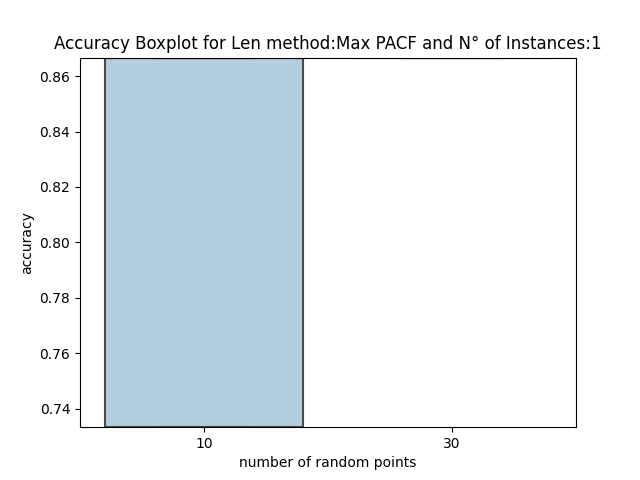 Accuracy Boxplot for Len method:Max PACF and N° of Instances:1
0.86
0.84
0.82
0.80
0.78
0.76
0.74
accuracy
10 30
number of random points